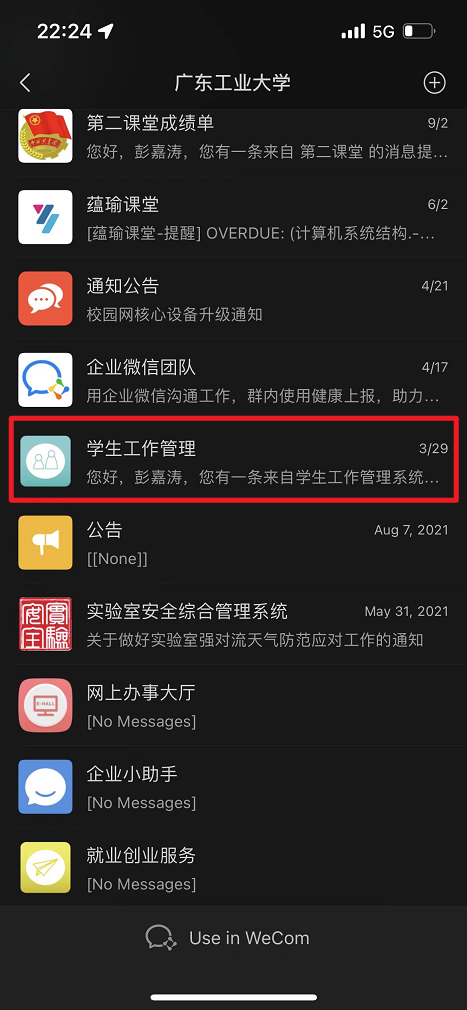 22:24
5G
广东工业大学
第二课堂成绩单
9/2
您好，彭嘉涛，您有一条来自 第二课堂 的消息提…
蕴瑜课堂
6/2
[蕴瑜课堂-提醒] OVERDUE: (计算机系统结构.-…
通知公告
4/21
校园网核心设备升级通知
企业微信团队
4/17
用企业微信沟通工作，群内使用健康上报，助力…
学生工作管理
3/29
您好，彭嘉涛，您有一条来自学生工作管理系统…
公告
Aug 7, 2021
[[None]]
实验室安全综合管理系统
May 31, 2021
关于做好实验室强对流天气防范应对工作的通知
网上办事大厅
E-HALL
[No Messages]
企业小助手
[No Messages]
就业创业服务
[No Messages]
Use in WeCom